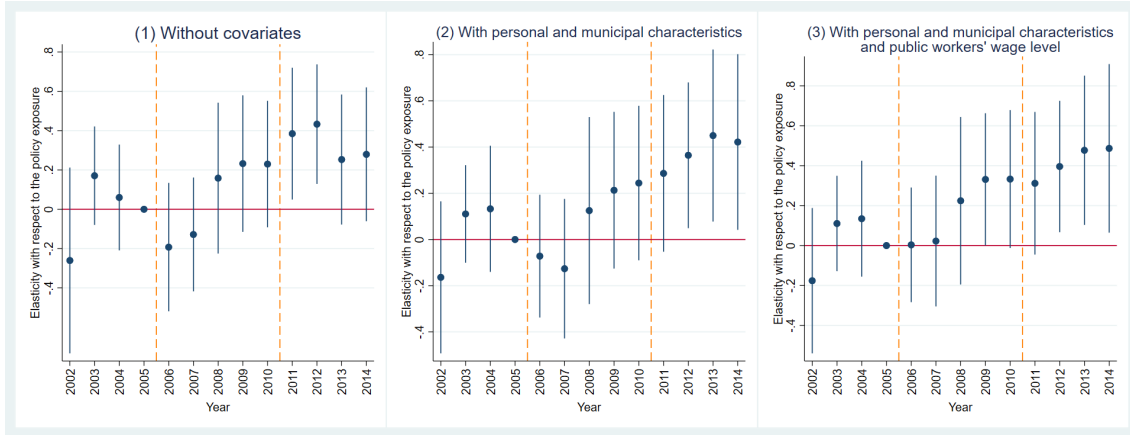 (1) Without covariates
Elasticity with respect to the policy exposure
.8
.6
.4
.2
0
-.2
-.4
2002 2003 2004 2005 2006 2007 2008 2009 2010 2011 2012 2013 2014
Year
(2) With personal and municipal characteristics
Elasticity with respect to the policy exposure
.8
.6
.4
.2
0
-.2
-.4
2002 2003 2004 2005 2006 2007 2008 2009 2010 2011 2012 2013 2014
Year
(3) With personal and municipal characteristics
and public workers' wage level
Elasticity with respect to the policy exposure
.8
.6
.4
.2
0
-.2
-.4
2002 2003 2004 2005 2006 2007 2008 2009 2010 2011 2012 2013 2014
Year